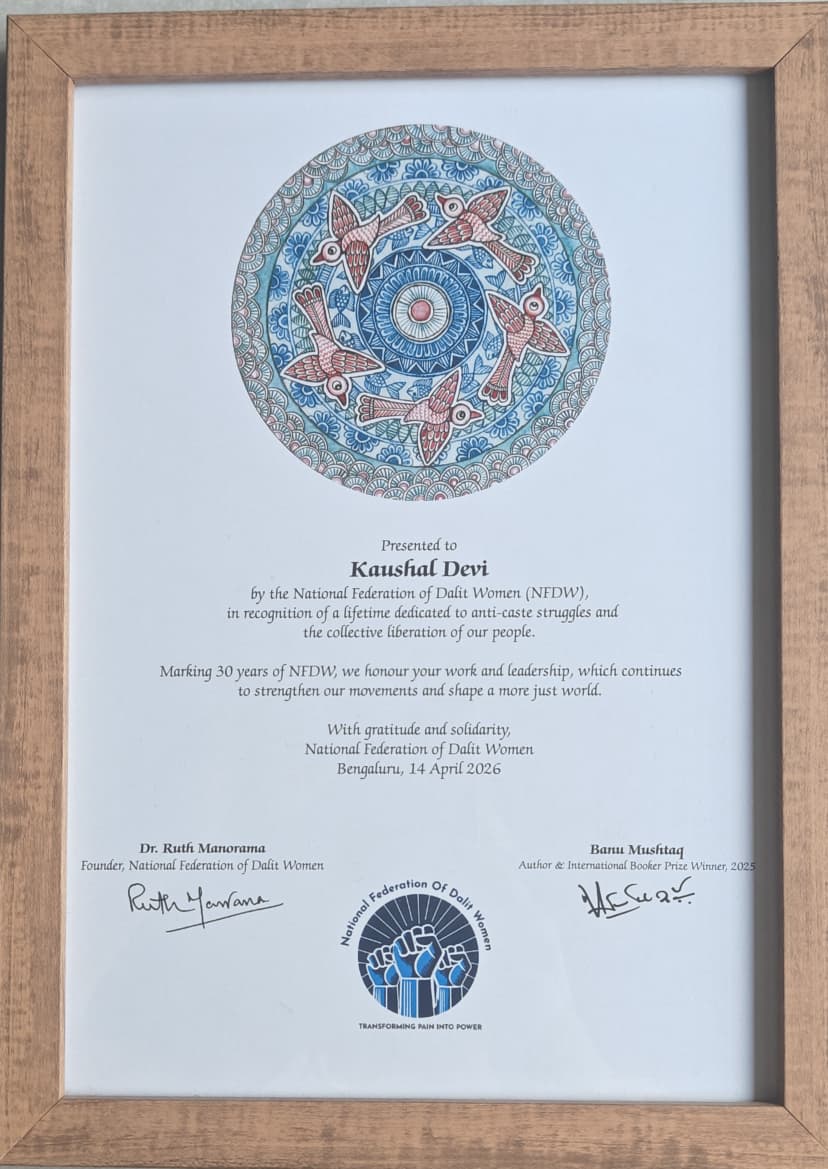 Presented to
Kaushal Devi
by the National Federation of Dalit Women (NFDW),
in recognition of a lifetime dedicated to anti-caste struggles and
the collective liberation of our people.
Marking 30 years of NFDW, we honour your work and leadership, which continues
to strengthen our movements and shape a more just world.
With gratitude and solidarity,
National Federation of Dalit Women
Bengaluru, 14 April 2026
Dr. Ruth Manorama
Founder, National Federation of Dalit Women
Banu Mushtaq
Author & International Booker Prize Winner, 2025
National Federation Of Dalit Women
TRANSFORMING PAIN INTO POWER